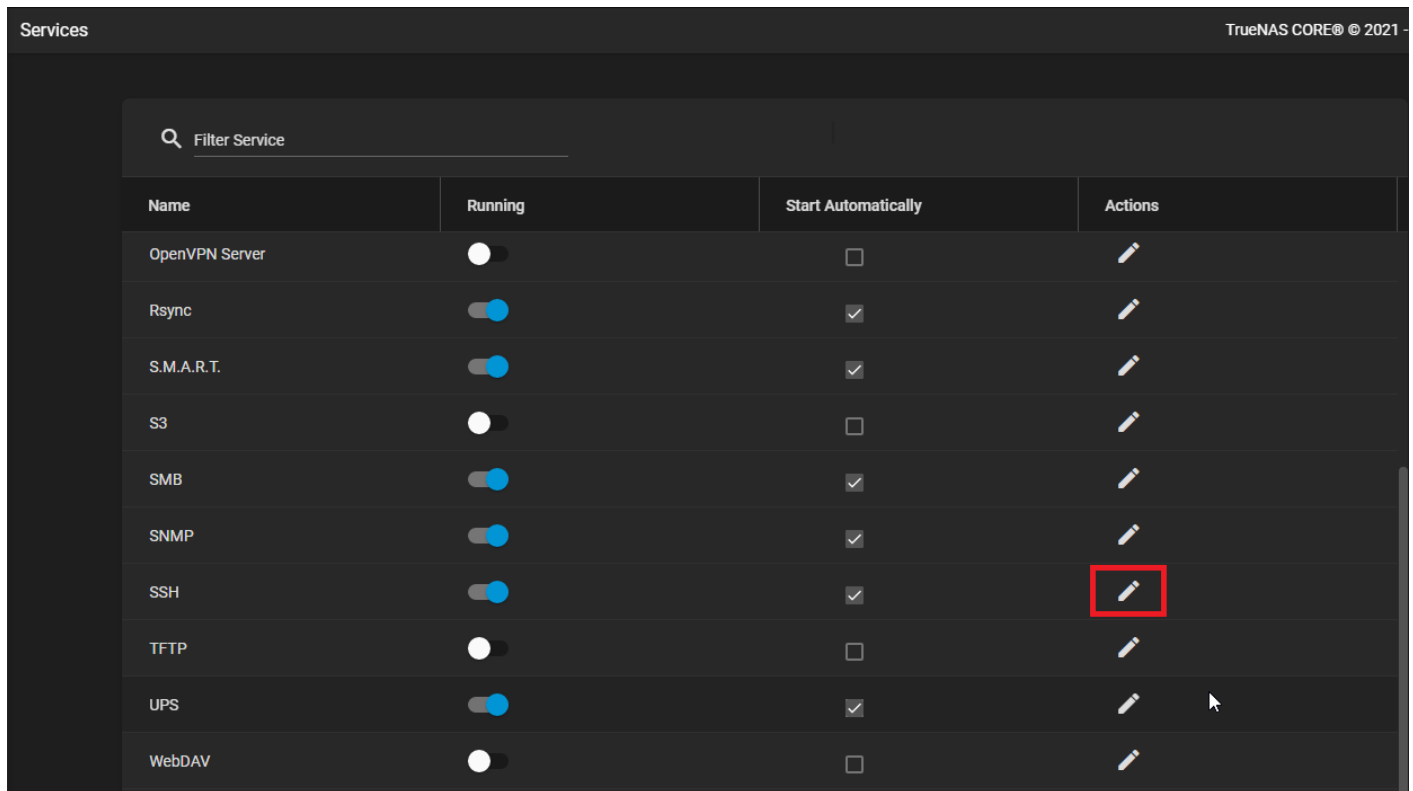 Services
TrueNAS CORE® © 2021 -
Filter Service
Name Running Start Automatically Actions
OpenVPN Server
Rsync
S.M.A.R.T.
S3
SMB
SNMP
SSH
TFTP
UPS
WebDAV